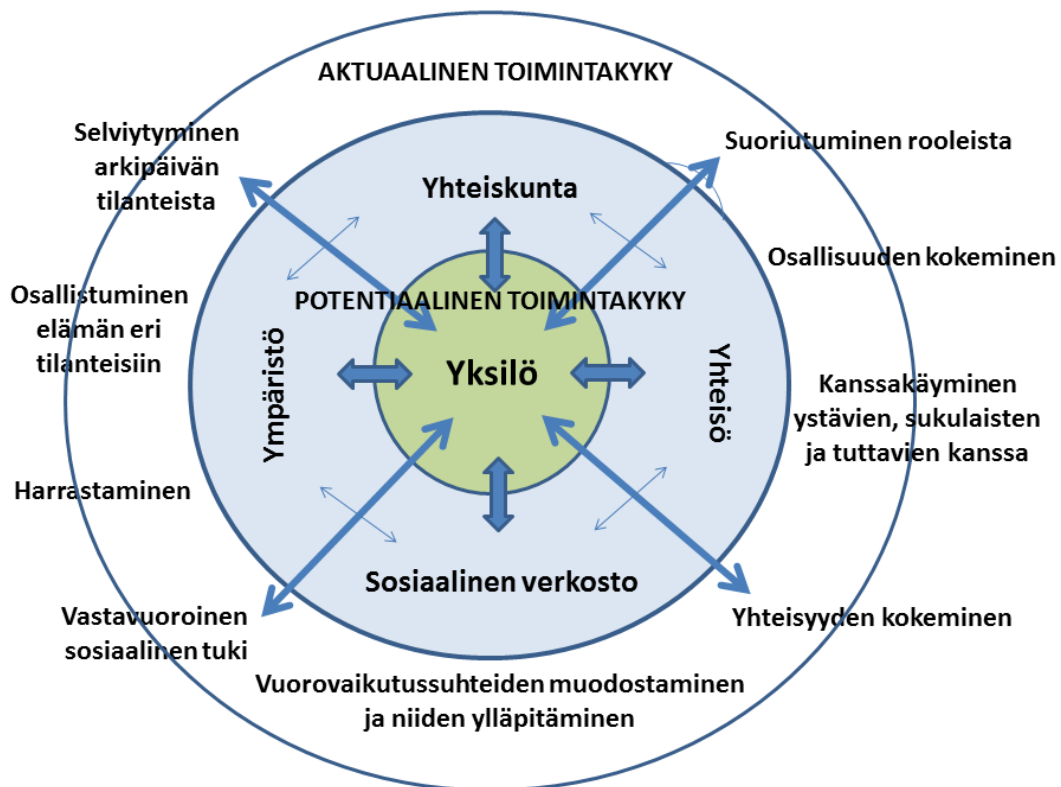 AKTUAALINEN TOIMINTAKYKY
Selviytyminen
arkipäivän
tilanteista
Suoriutuminen rooleista
Yhteiskunta
Osallisuuden kokeminen
Osallistuminen
elämän eri
tilanteisiin
POTENTIAALINEN TOIMINTAKYKY
Ympäristö
Yksilö
Yhteisö
Kanssakäyminen
ystävien, sukulaisten
ja tuttavien kanssa
Harrastaminen
Sosiaalinen verkosto
Vastavuoroinen
sosiaalinen tuki
Yhteisyyden kokeminen
Vuorovaikutussuhteiden muodostaminen
ja niiden ylläpitäminen